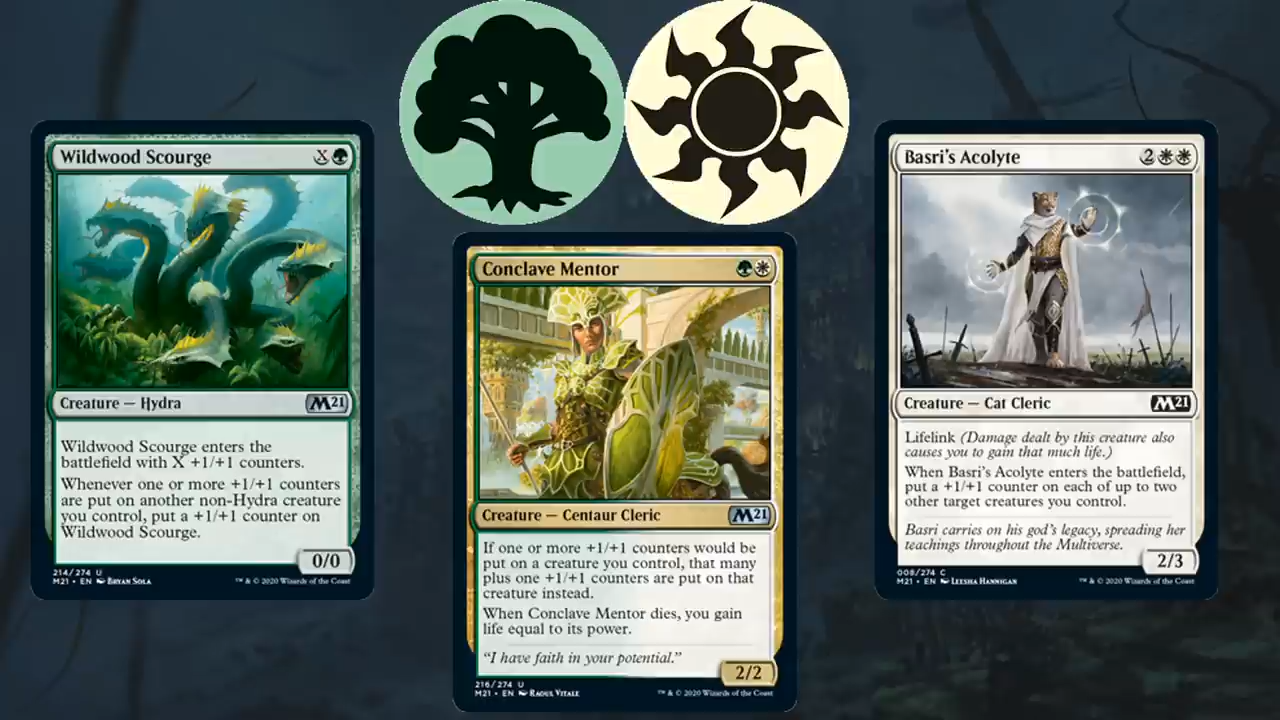 Wildwood Scourge X
Creature — Hydra M21
Wildwood Scourge enters the
battlefield with X +1/+1 counters.
Whenever one or more +1/+1 counters
are put on another non-Hydra creature
you control, put a +1/+1 counter on
Wildwood Scourge.
0/0
214/274 U
M21 • EN BRYAN SOLA ™ & © 2020 Wizards of the Coast
Conclave Mentor
Creature — Centaur Cleric M21
If one or more +1/+1 counters would be
put on a creature you control, that many
plus one +1/+1 counters are put on that
creature instead.
When Conclave Mentor dies, you gain
life equal to its power.
"I have faith in your potential."
2/2
216/274 U
M21 • EN RAOUL VITALE ™ & © 2020 Wizards of the Coast
Basri's Acolyte 2
Creature — Cat Cleric M21
Lifelink (Damage dealt by this creature also
causes you to gain that much life.)
When Basri's Acolyte enters the battlefield,
put a +1/+1 counter on each of up to two
other target creatures you control.
Basri carries on his god's legacy, spreading her
teachings throughout the Multiverse.
2/3
008/274 C
M21 • EN LEESHA HANNIGAN ™ & © 2020 Wizards of the Coast